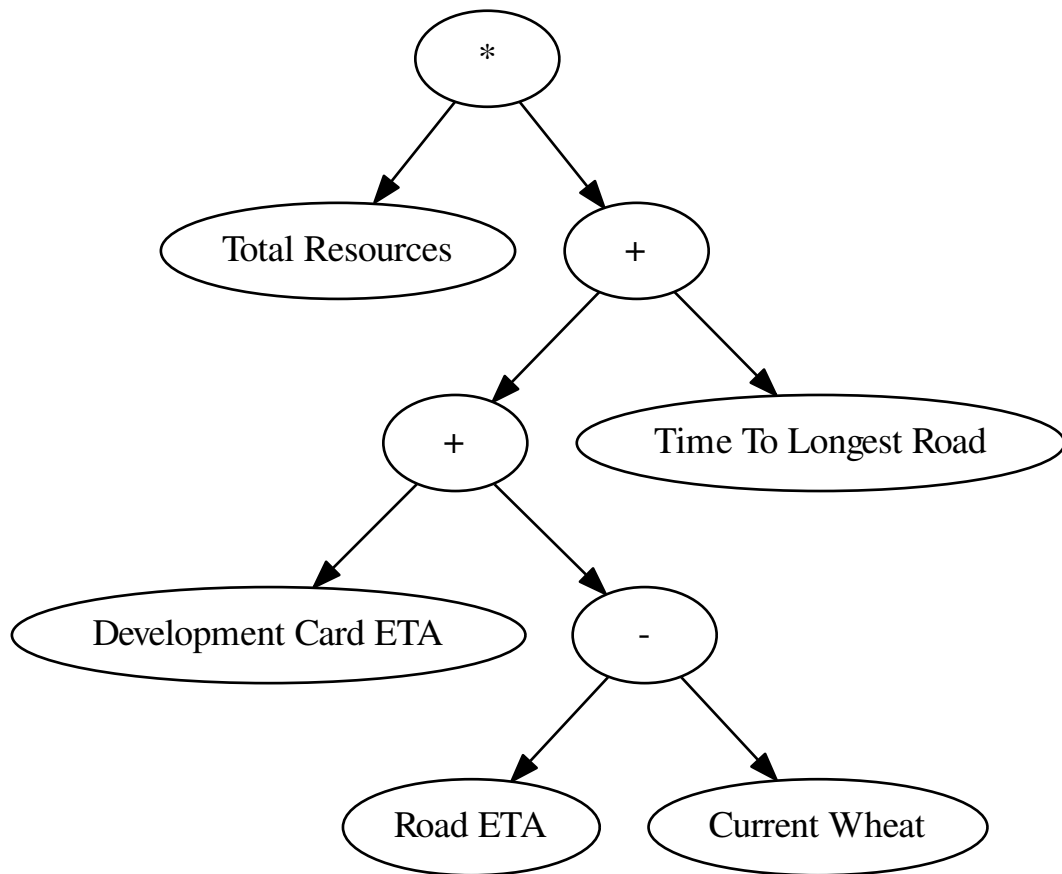 *
Total Resources
+
+
Time To Longest Road
Development Card ETA
-
Road ETA
Current Wheat